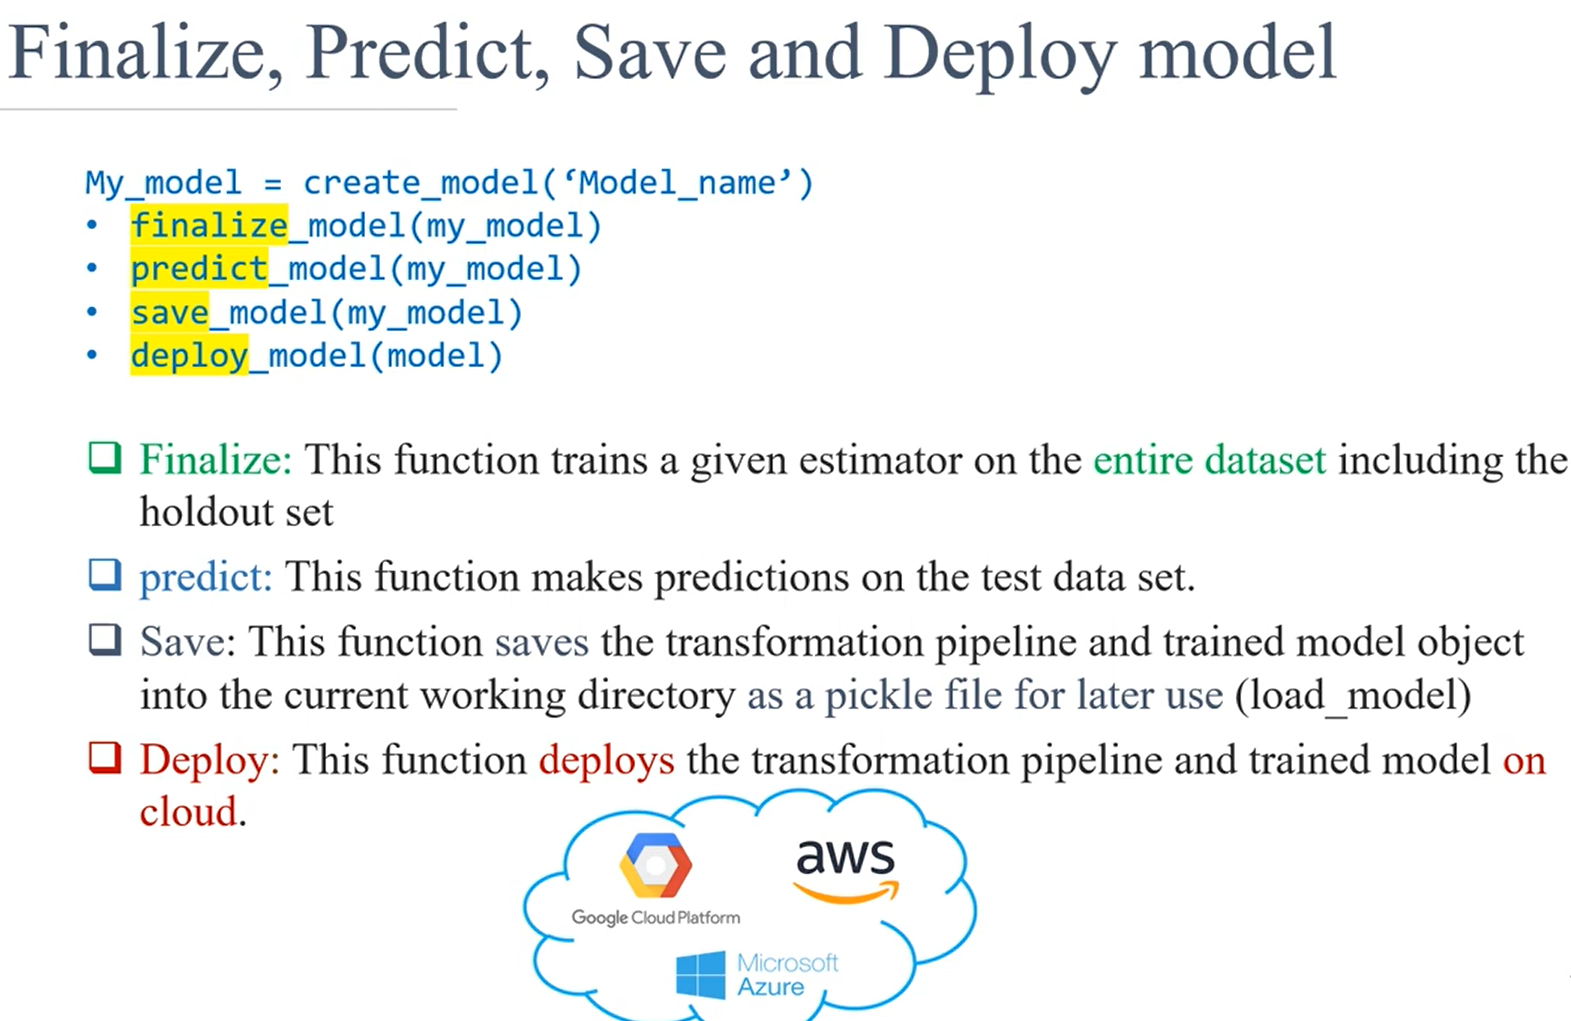 Finalize, Predict, Save and Deploy model
My_model = create_model(‘Model_name’)
• finalize_model(my_model)
• predict_model(my_model)
• save_model(my_model)
• deploy_model(model)
❑ Finalize: This function trains a given estimator on the entire dataset including the
holdout set
❑ predict: This function makes predictions on the test data set.
❑ Save: This function saves the transformation pipeline and trained model object
into the current working directory as a pickle file for later use (load_model)
❑ Deploy: This function deploys the transformation pipeline and trained model on
cloud.
aws
Google Cloud Platform
Microsoft
Azure